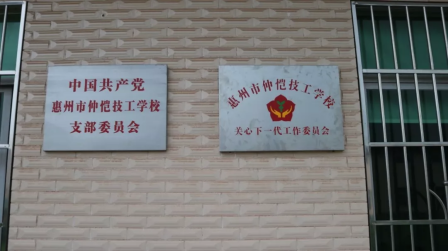 中国共产党
惠州市仲恺技工学校
支部委员会
惠州市仲恺技工学校
关心下一代工作委员会